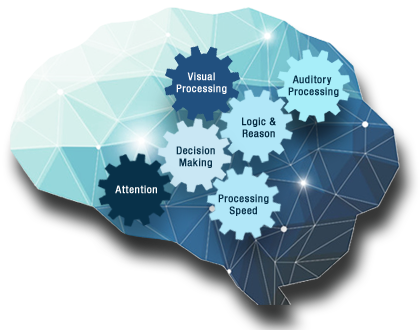 Visual
Processing
Auditory
Processing
Logic &
Reason
Decision
Making
Attention
Processing
Speed